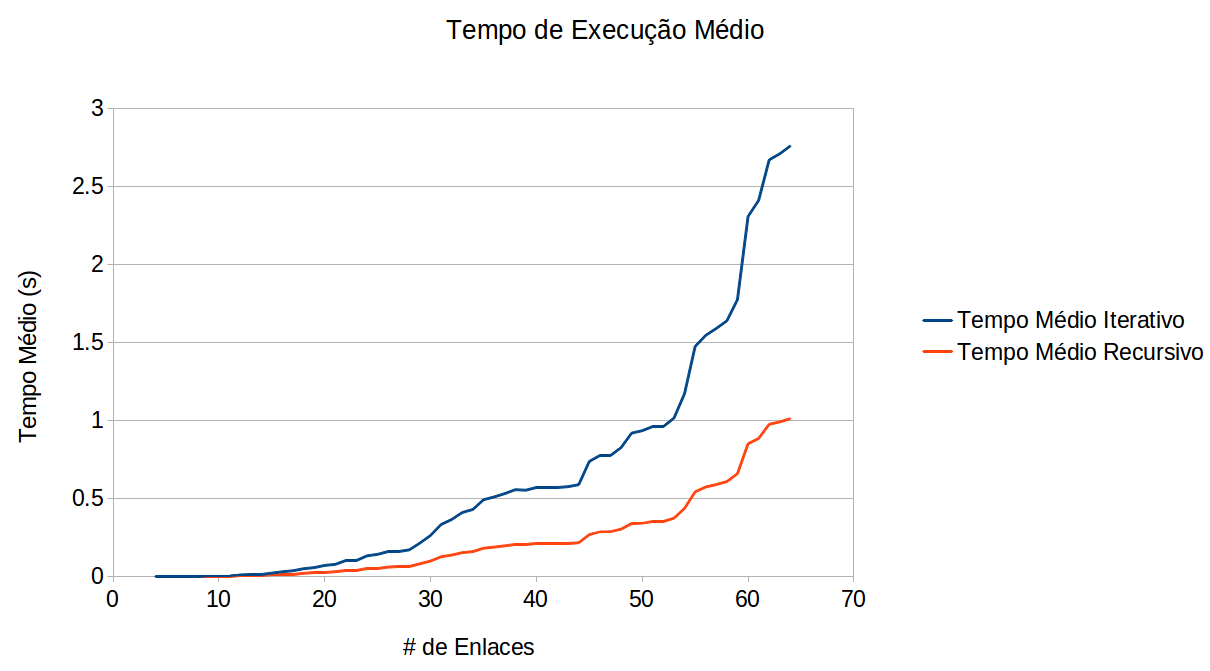 Tempo de Execução Médio
3
2.5
2
1.5
1
0.5
0
Tempo Médio (s)
0 10 20 30 40 50 60 70
# de Enlaces
Tempo Médio Iterativo
Tempo Médio Recursivo